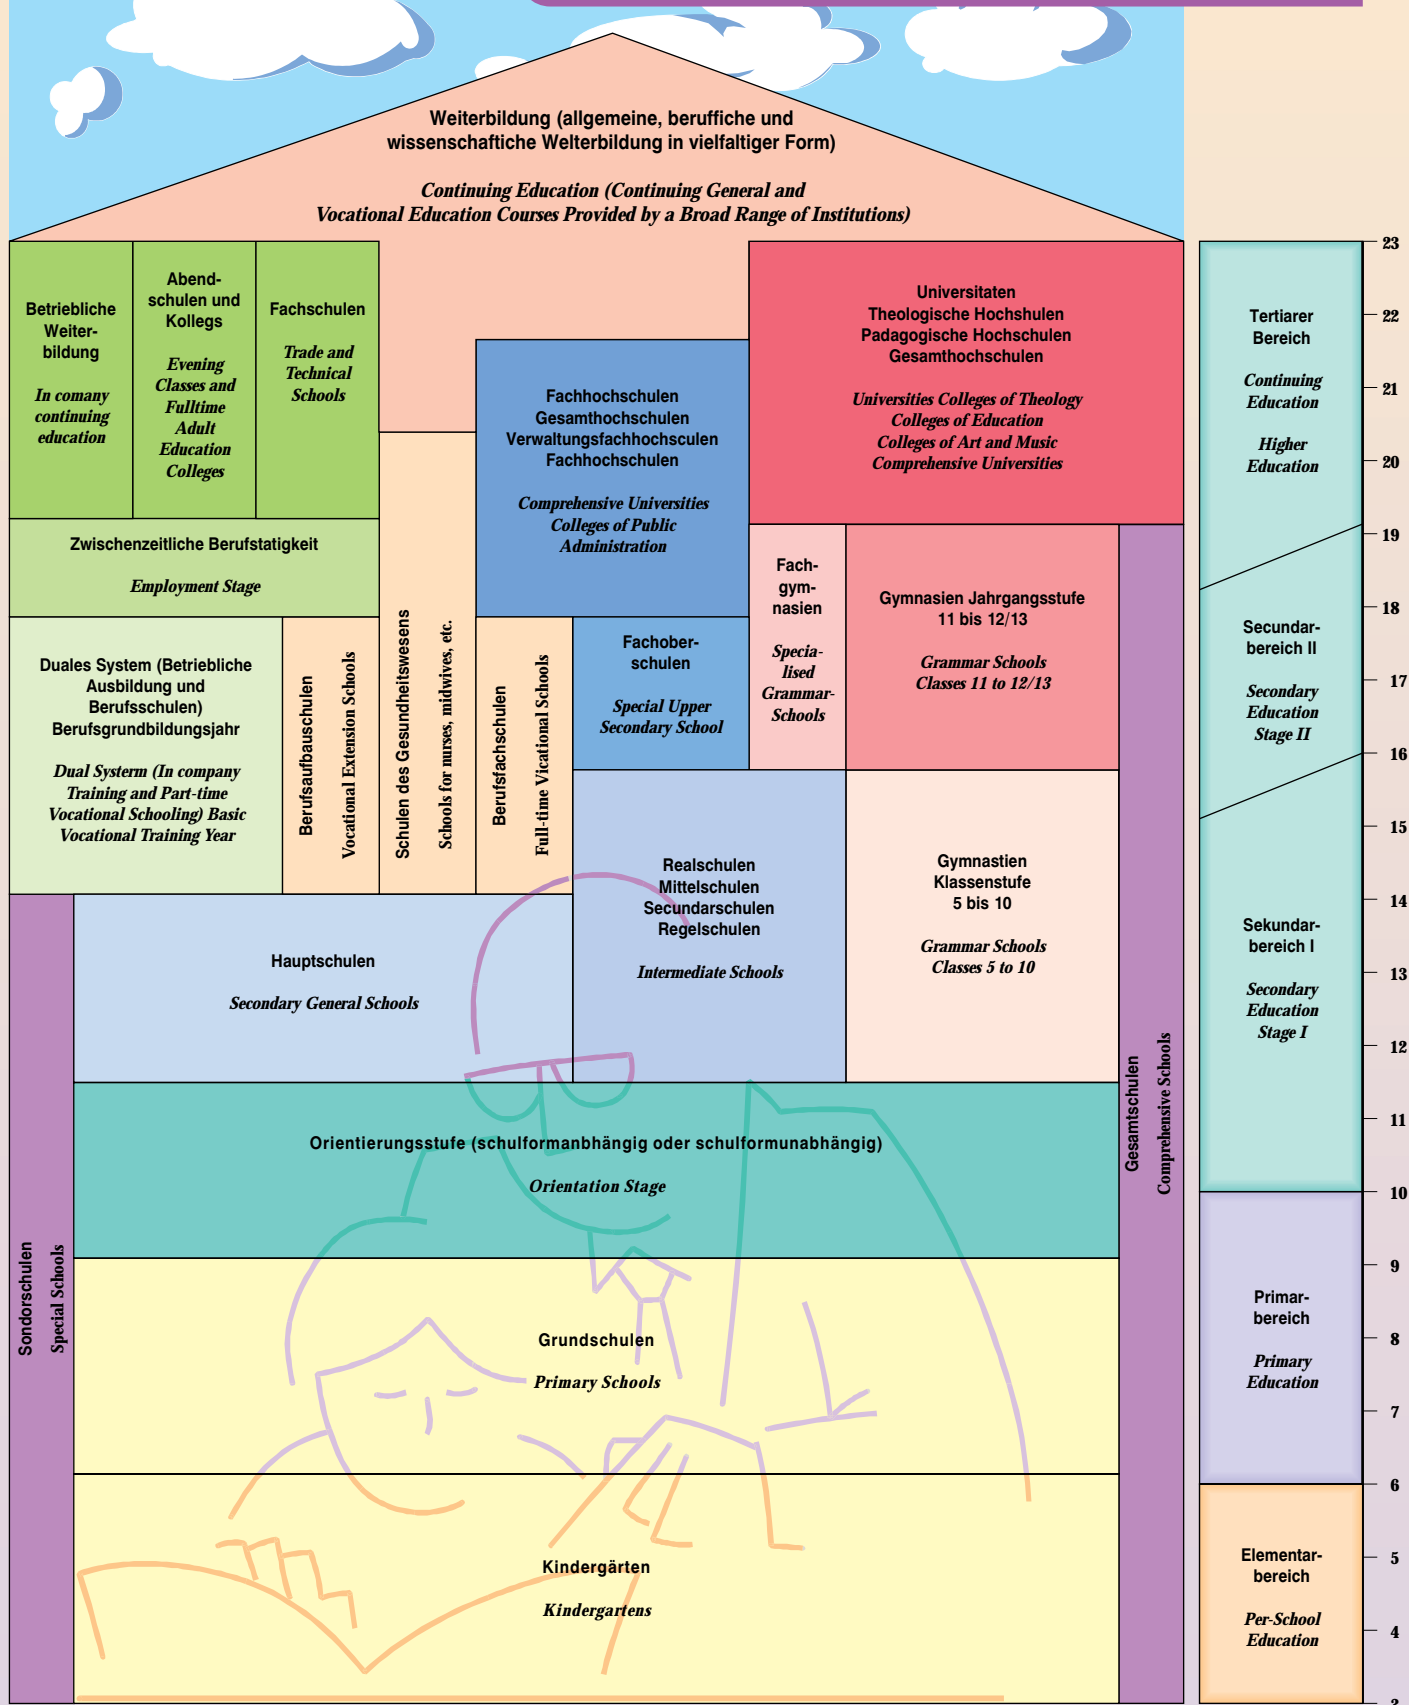 Weiterbildung (allgemeine, beruffiche und
wissenschaftiche Welterbildung in vielfaltiger Form)
Continuing Education (Continuing General and
Vocational Education Courses Provided by a Broad Range of Institutions)
Betriebliche
Weiter-
bildung
In comany
continuing
education
Abend-
schulen und
Kollegs
Evening
Classes and
Fulltime
Adult
Education
Colleges
Fachschulen
Trade and
Technical
Schools
Fachhochschulen
Gesamthochschulen
Verwaltungsfachhochsculen
Fachhochschulen
Comprehensive Universities
Colleges of Public
Administration
Universitaten
Theologische Hochshulen
Padagogische Hochschulen
Gesamthochschulen
Universities Colleges of Theology
Colleges of Education
Colleges of Art and Music
Comprehensive Universities
Zwischenzeitliche Berufstatigkeit
Employment Stage
Duales System (Betriebliche
Ausbildung und
Berufsschulen)
Berufsgrundbildungsjahr
Dual Systerm (In company
Training and Part-time
Vocational Schooling) Basic
Vocational Training Year
Berufsaufbauschulen
Vocational Extension Schools
Schulen des Gesundheitswesens
Schools for nurses, midwives, etc.
Berufsfachschulen
Full-time Vicational Schools
Fachober-
schulen
Special Upper
Secondary School
Fach-
gym-
nasien
Specia-
lised
Grammar-
Schools
Gymnasien Jahrgangsstufe
11 bis 12/13
Grammar Schools
Classes 11 to 12/13
Hauptschulen
Secondary General Schools
Realschulen
Mittelschulen
Secundarschulen
Regelschulen
Intermediate Schools
Gymnastien
Klassenstufe
5 bis 10
Grammar Schools
Classes 5 to 10
Gesamtschulen
Comprehensive Schools
Orientierungsstufe (schulformanbhängig oder schulformunabhängig)
Orientation Stage
Sondorschulen
Special Schools
Grundschulen
Primary Schools
Kindergärten
Kindergartens
Tertiarer
Bereich
Continuing
Education
Higher
Education
Secundar-
bereich II
Secondary
Education
Stage II
Sekundar-
bereich I
Secondary
Education
Stage I
Primar-
bereich
Primary
Education
Elementar-
bereich
Per-School
Education
23
22
21
20
19
18
17
16
15
14
13
12
11
10
9
8
7
6
5
4
3